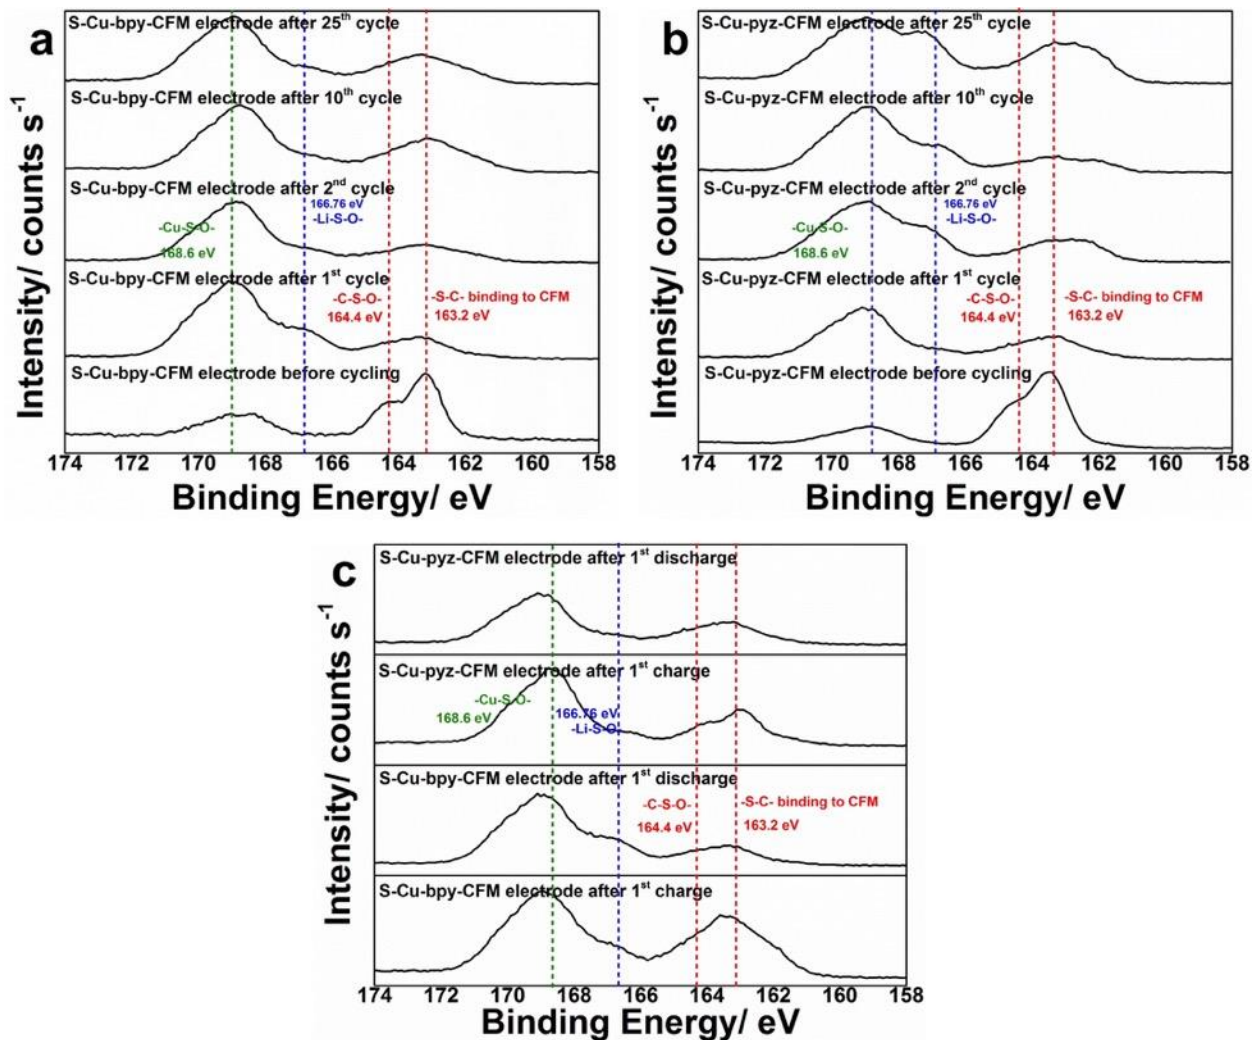 a
S-Cu-bpy-CFM electrode after 25th cycle
S-Cu-bpy-CFM electrode after 10th cycle
S-Cu-bpy-CFM electrode after 2nd cycle
166.76 eV
-Li-S-O-
-Cu-S-O-
168.6 eV
S-Cu-bpy-CFM electrode after 1st cycle
-C-S-O-
164.4 eV
-S-C- binding to CFM
163.2 eV
S-Cu-bpy-CFM electrode before cycling
174 172 170 168 166 164 162 160 158
Binding Energy/ eV
Intensity/ counts s-1
b
S-Cu-pyz-CFM electrode after 25th cycle
S-Cu-pyz-CFM electrode after 10th cycle
S-Cu-pyz-CFM electrode after 2nd cycle
166.76 eV
-Li-S-O-
-Cu-S-O-
168.6 eV
S-Cu-pyz-CFM electrode after 1st cycle
-C-S-O-
164.4 eV
-S-C- binding to CFM
163.2 eV
S-Cu-pyz-CFM electrode before cycling
174 172 170 168 166 164 162 160 158
Binding Energy/ eV
Intensity/ counts s-1
c
S-Cu-pyz-CFM electrode after 1st discharge
S-Cu-pyz-CFM electrode after 1st charge
-Cu-S-O-
168.6 eV
166.76 eV
-Li-S-O-
S-Cu-bpy-CFM electrode after 1st discharge
-C-S-O-
164.4 eV
-S-C- binding to CFM
163.2 eV
S-Cu-bpy-CFM electrode after 1st charge
174 172 170 168 166 164 162 160 158
Binding Energy/ eV
Intensity/ counts s-1